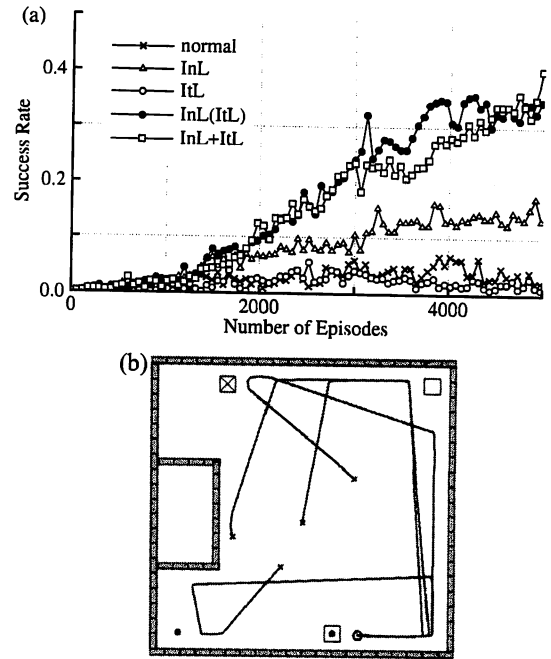 (a)
normal
InL
ItL
InL(ItL)
InL+ItL
0.4
0.2
0.0
Success Rate
0
2000
4000
Number of Episodes
(b)